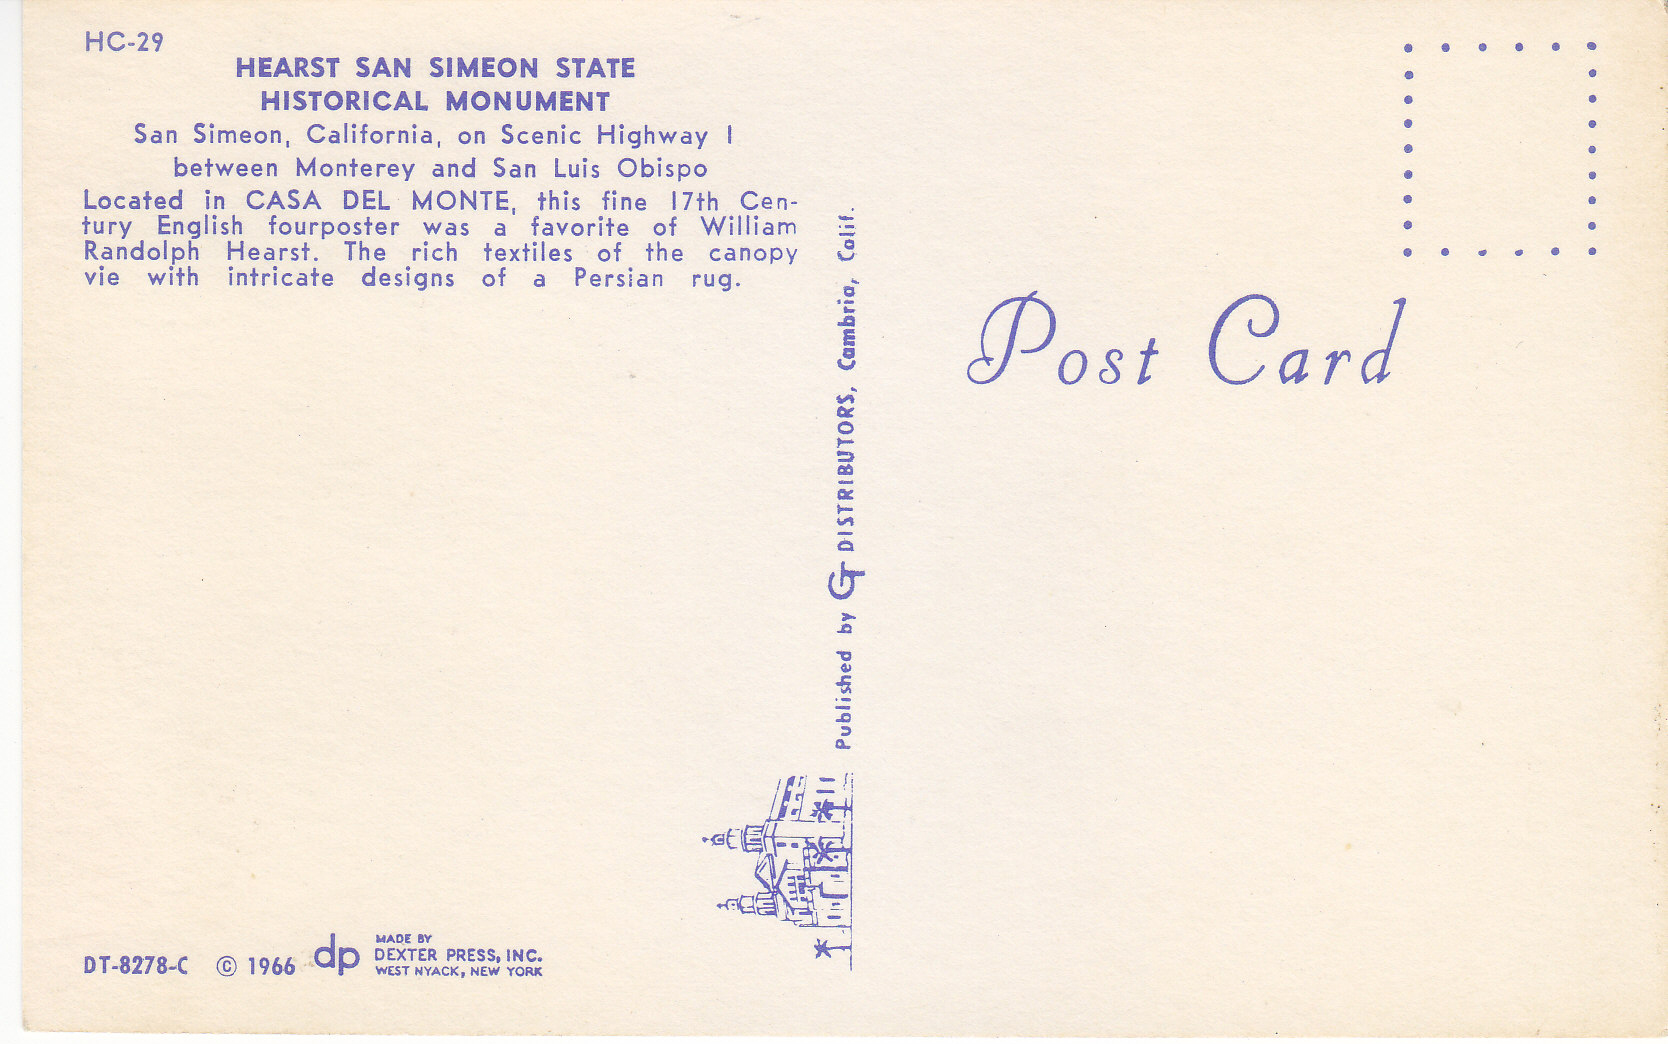 HC-29
HEARST SAN SIMEON STATE
HISTORICAL MONUMENT
San Simeon, California, on Scenic Highway 1
between Monterey and San Luis Obispo
Located in CASA DEL MONTE, this fine 17th Cen-
tury English fourposter was a favorite of William
Randolph Hearst. The rich textiles of the canopy
vie with intricate designs of a Persian rug.
DT-8278-C © 1966
dp
MADE BY
DEXTER PRESS, INC.
WEST NYACK, NEW YORK
Published by GT DISTRIBUTORS, Cambria, Calif.
Post Card